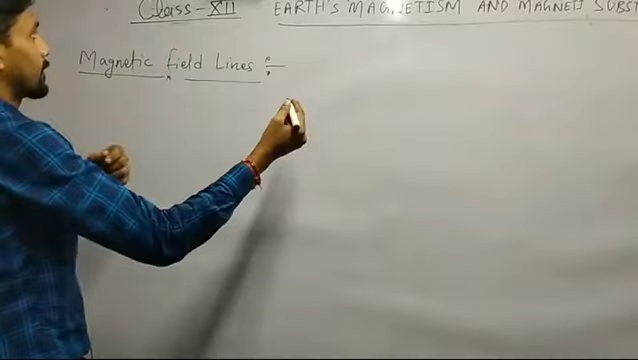 Class-XII EARTH'S MAGNETISM AND MAGNETIC SUBST
Magnetic field Lines :-